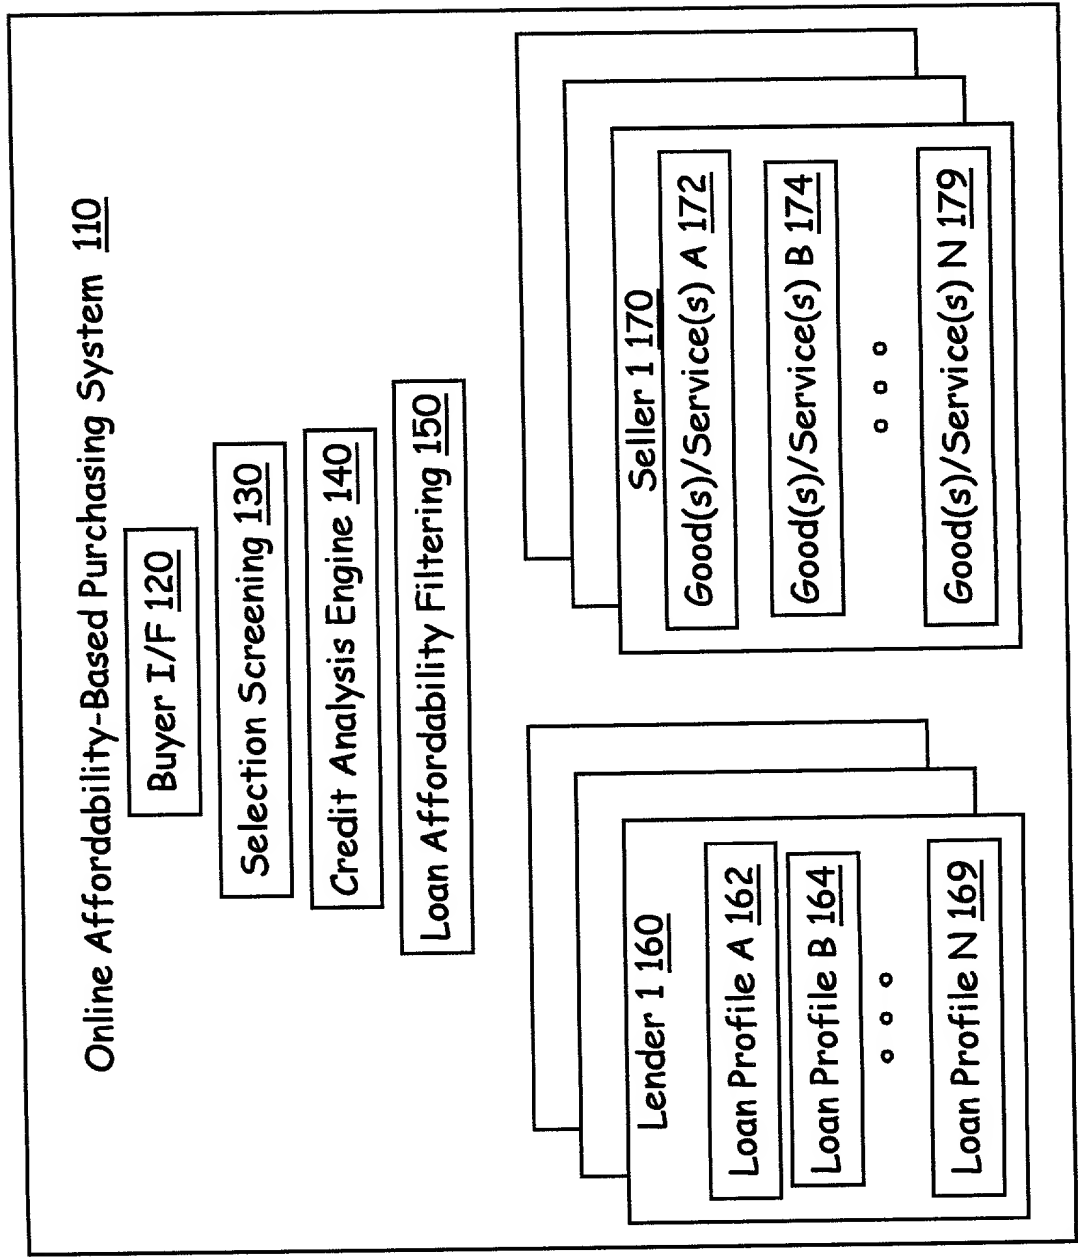 Online Affordability-Based Purchasing System 110
Buyer I/F 120
Selection Screening 130
Credit Analysis Engine 140
Loan Affordability Filtering 150
Lender 1 160
Loan Profile A 162
Loan Profile B 164
Loan Profile N 169
Seller 1 170
Good(s)/Service(s) A 172
Good(s)/Service(s) B 174
Good(s)/Service(s) N 179